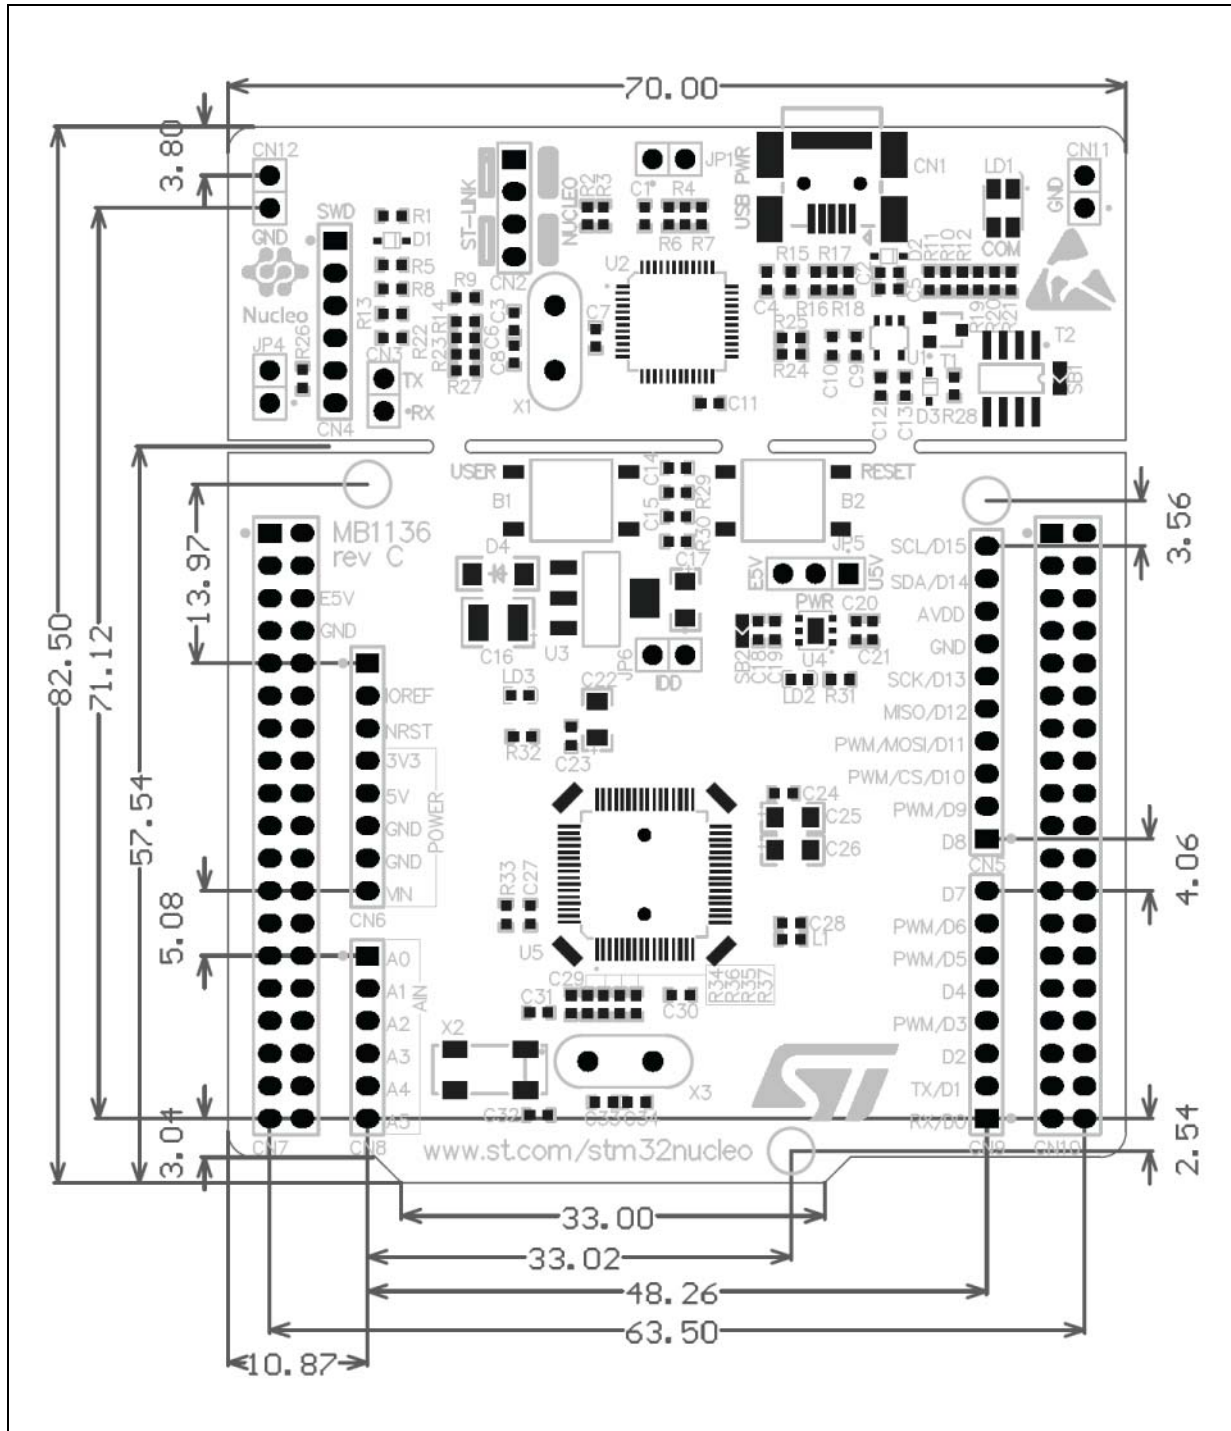 70.00
3.80
CN12
GND
SWD
R1
D1
R5
R8
R13
R22
Nucleo
JP4
R26
CN3
TX
RX
CN4
ST-LINK
NUCLEO
CN2
R2
R3
C1
R4
JP1
R6
R7
USB PWR
CN1
LD1
COM
CN11
GND
U2
R9
R14
R23
R27
C3
C6
C8
X1
C7
C11
R15
R17
C4
R16
R18
C2
D2
C5
R11
R10
R12
R19
R20
R21
R25
R24
C10
C9
U1
T1
T2
SB1
C12
C13
D3
R28
USER
B1
C14
R29
C15
R30
B2
RESET
MB1136
rev C
D4
C16
U3
C17
JP6
IDD
E5V
JP5
U5V
PWR
SB2
C18
C19
U4
C20
C21
LD2
R31
LD3
R32
C22
C23
E5V
GND
IOREF
NRST
3V3
5V
GND
GND
VIN
POWER
CN6
A0
A1
A2
A3
A4
A5
AIN
CN7
CN8
SCL/D15
SDA/D14
AVDD
GND
SCK/D13
MISO/D12
PWM/MOSI/D11
PWM/CS/D10
PWM/D9
D8
CN5
D7
PWM/D6
PWM/D5
D4
PWM/D3
D2
TX/D1
RX/D0
CN9
CN10
C24
C25
C26
R33
C27
U5
C28
L1
C29
R34
R36
R35
R37
C31
C30
X2
X3
C32
C33
C34
ST
www.st.com/stm32nucleo
82.50
71.12
57.54
13.97
5.08
3.04
3.56
4.06
2.54
33.00
33.02
48.26
63.50
10.87